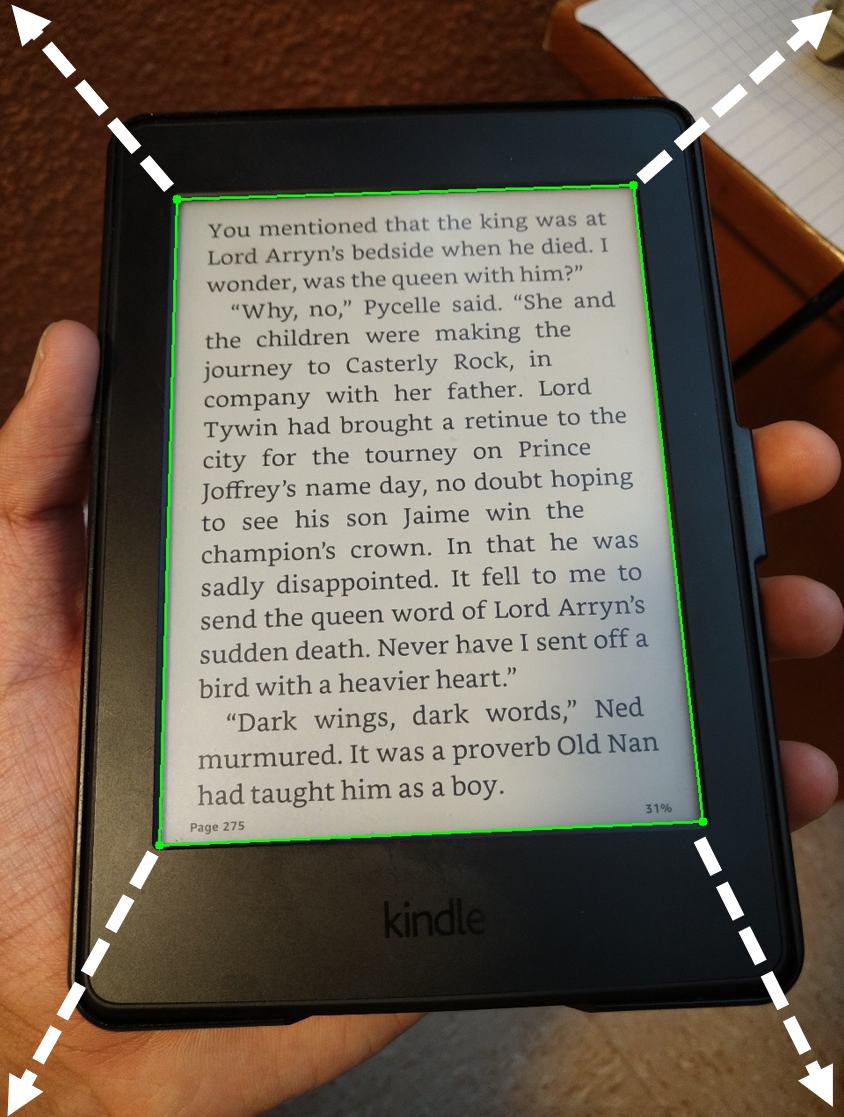 You mentioned that the king was at
Lord Arryn's bedside when he died. I
wonder, was the queen with him?”
“Why, no,” Pycelle said. “She and
the children were making the
journey to Casterly Rock, in
company with her father. Lord
Tywin had brought a retinue to the
city for the tourney on Prince
Joffrey's name day, no doubt hoping
to see his son Jaime win the
champion's crown. In that he was
sadly disappointed. It fell to me to
send the queen word of Lord Arryn's
sudden death. Never have I sent off a
bird with a heavier heart.”
“Dark wings, dark words,” Ned
murmured. It was a proverb Old Nan
had taught him as a boy.
Page 275 31%
kindle